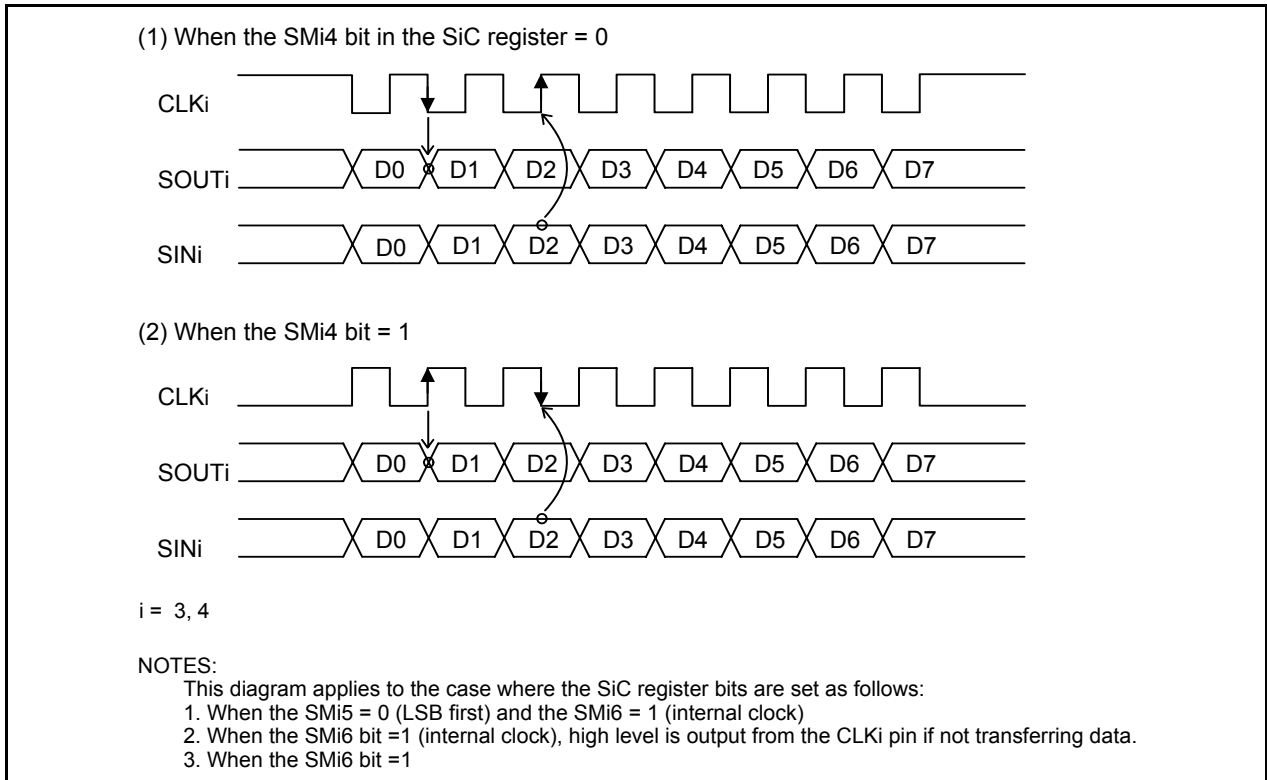 (1) When the SMi4 bit in the SiC register = 0
CLKi
SOUTi D0 D1 D2 D3 D4 D5 D6 D7
SINi D0 D1 D2 D3 D4 D5 D6 D7
(2) When the SMi4 bit = 1
CLKi
SOUTi D0 D1 D2 D3 D4 D5 D6 D7
SINi D0 D1 D2 D3 D4 D5 D6 D7
i = 3, 4
NOTES:
This diagram applies to the case where the SiC register bits are set as follows:
1. When the SMi5 = 0 (LSB first) and the SMi6 = 1 (internal clock)
2. When the SMi6 bit =1 (internal clock), high level is output from the CLKi pin if not transferring data.
3. When the SMi6 bit =1